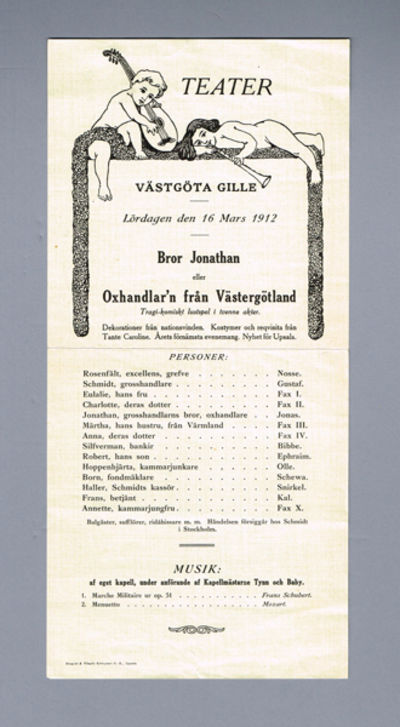 TEATER
VÄSTGÖTA GILLE
Lördagen den 16 Mars 1912
Bror Jonathan
eller
Oxhandlar'n från Västergötland
Tragi-komiskt lustspel i tvenne akter.
Dekorationer från nationsvinden. Kostymer och reqvisita från
Tante Caroline. Årets förnämsta evenemang. Nyhet för Upsala.
PERSONER:
Rosenfält, excellens, grefve . . . . . . . . Nosse.
Schmidt, grosshandlare . . . . . . . . . Gustaf.
Eulalie, hans fru . . . . . . . . . . . Fax I.
Charlotte, deras dotter . . . . . . . . . Fax II.
Jonathan, grosshandlarns bror, oxhandlare . . Jonas.
Märtha, hans hustru, från Värmland . . . . Fax III.
Anna, deras dotter . . . . . . . . . . Fax IV.
Silfverman, bankir . . . . . . . . . . Bibbe.
Robert, hans son . . . . . . . . . . . Ephraim.
Hoppenhjärta, kammarjunkare . . . . . . . Olle.
Born, fondmäklare . . . . . . . . . . Schewa.
Haller, Schmidts kassör . . . . . . . . . Snirkel.
Frans, betjänt . . . . . . . . . . . . Kal.
Annette, kammarjungfru . . . . . . . . . Fax X.
Balgäster, sufflörer, ridåhissare m. m. Händelsen försiggår hos Schmidt
i Stockholm.
MUSIK:
af eget kapell, under anförande af Kapellmästarne Tynn och Baby.
1. Marche Militaire ur op. 51 . . . . . . . . . . Frans Schubert.
2. Menuetto . . . . . . . . . . . . . . . . Mozart.